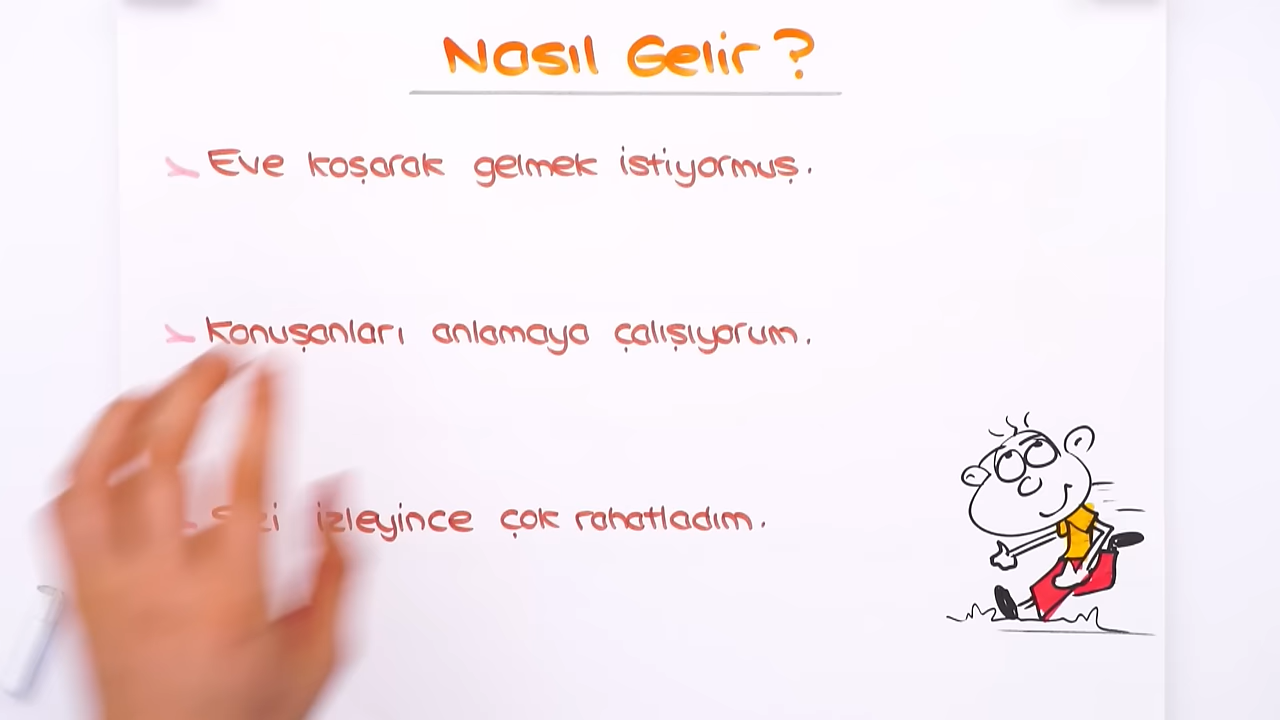 Nasıl Gelir?
Eve koşarak gelmek istiyormuş.
Konuşanları anlamaya çalışıyorum.
izleyince çok rahatladım.